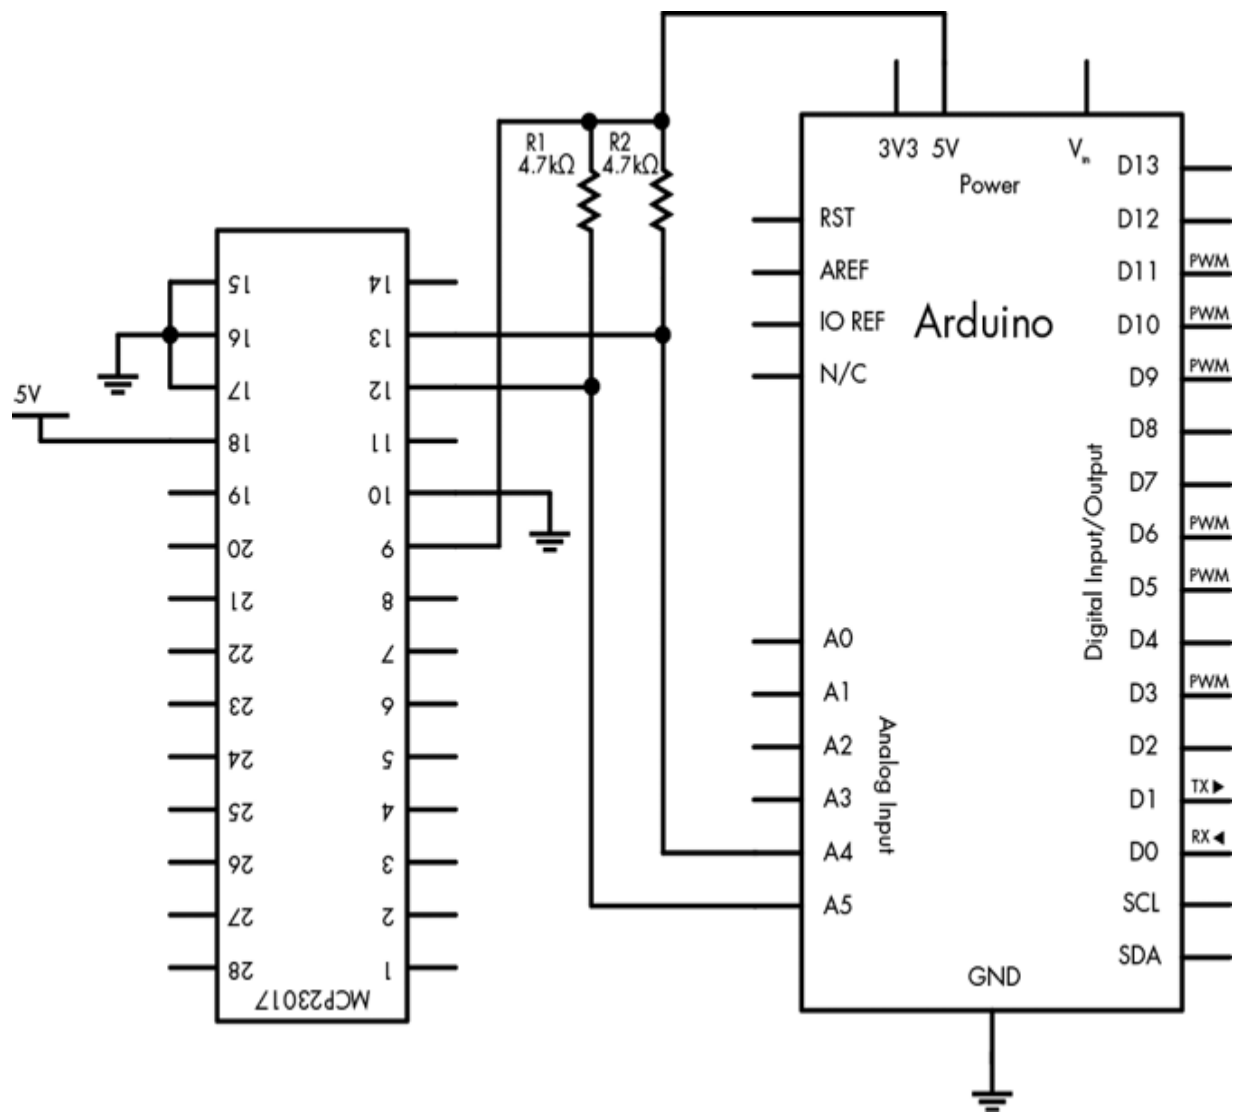 3V3 5V Vin
Power
R1 R2
4.7kΩ 4.7kΩ
D13
RST D12
AREF D11 PWM
IO REF Arduino D10 PWM
N/C D9 PWM
D8
D7
D6 PWM
D5 PWM
A0 D4
A1 D3 PWM
A2 D2
A3 D1 TX ▶
A4 D0 RX ◀
A5 SCL
SDA
Digital Input/Output
Analog Input
GND
5V
15 14
16 13
17 12
18 11
19 10
20 9
21 8
22 7
23 6
24 5
25 4
26 3
27 2
28 1
MCP23017